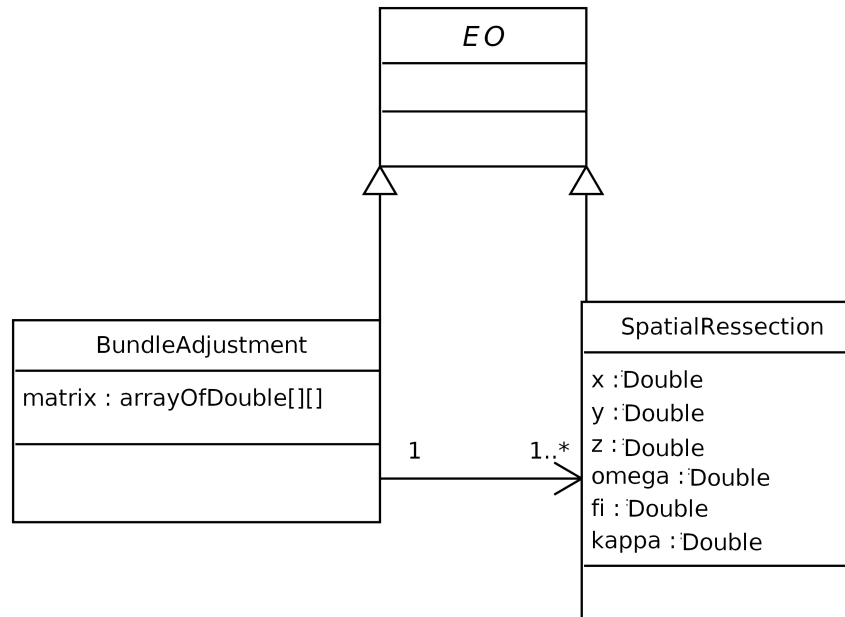 EO
BundleAdjustment
matrix : arrayOfDouble[][]
1
1..*
SpatialRessection
x : Double
y : Double
z : Double
omega : Double
fi : Double
kappa : Double